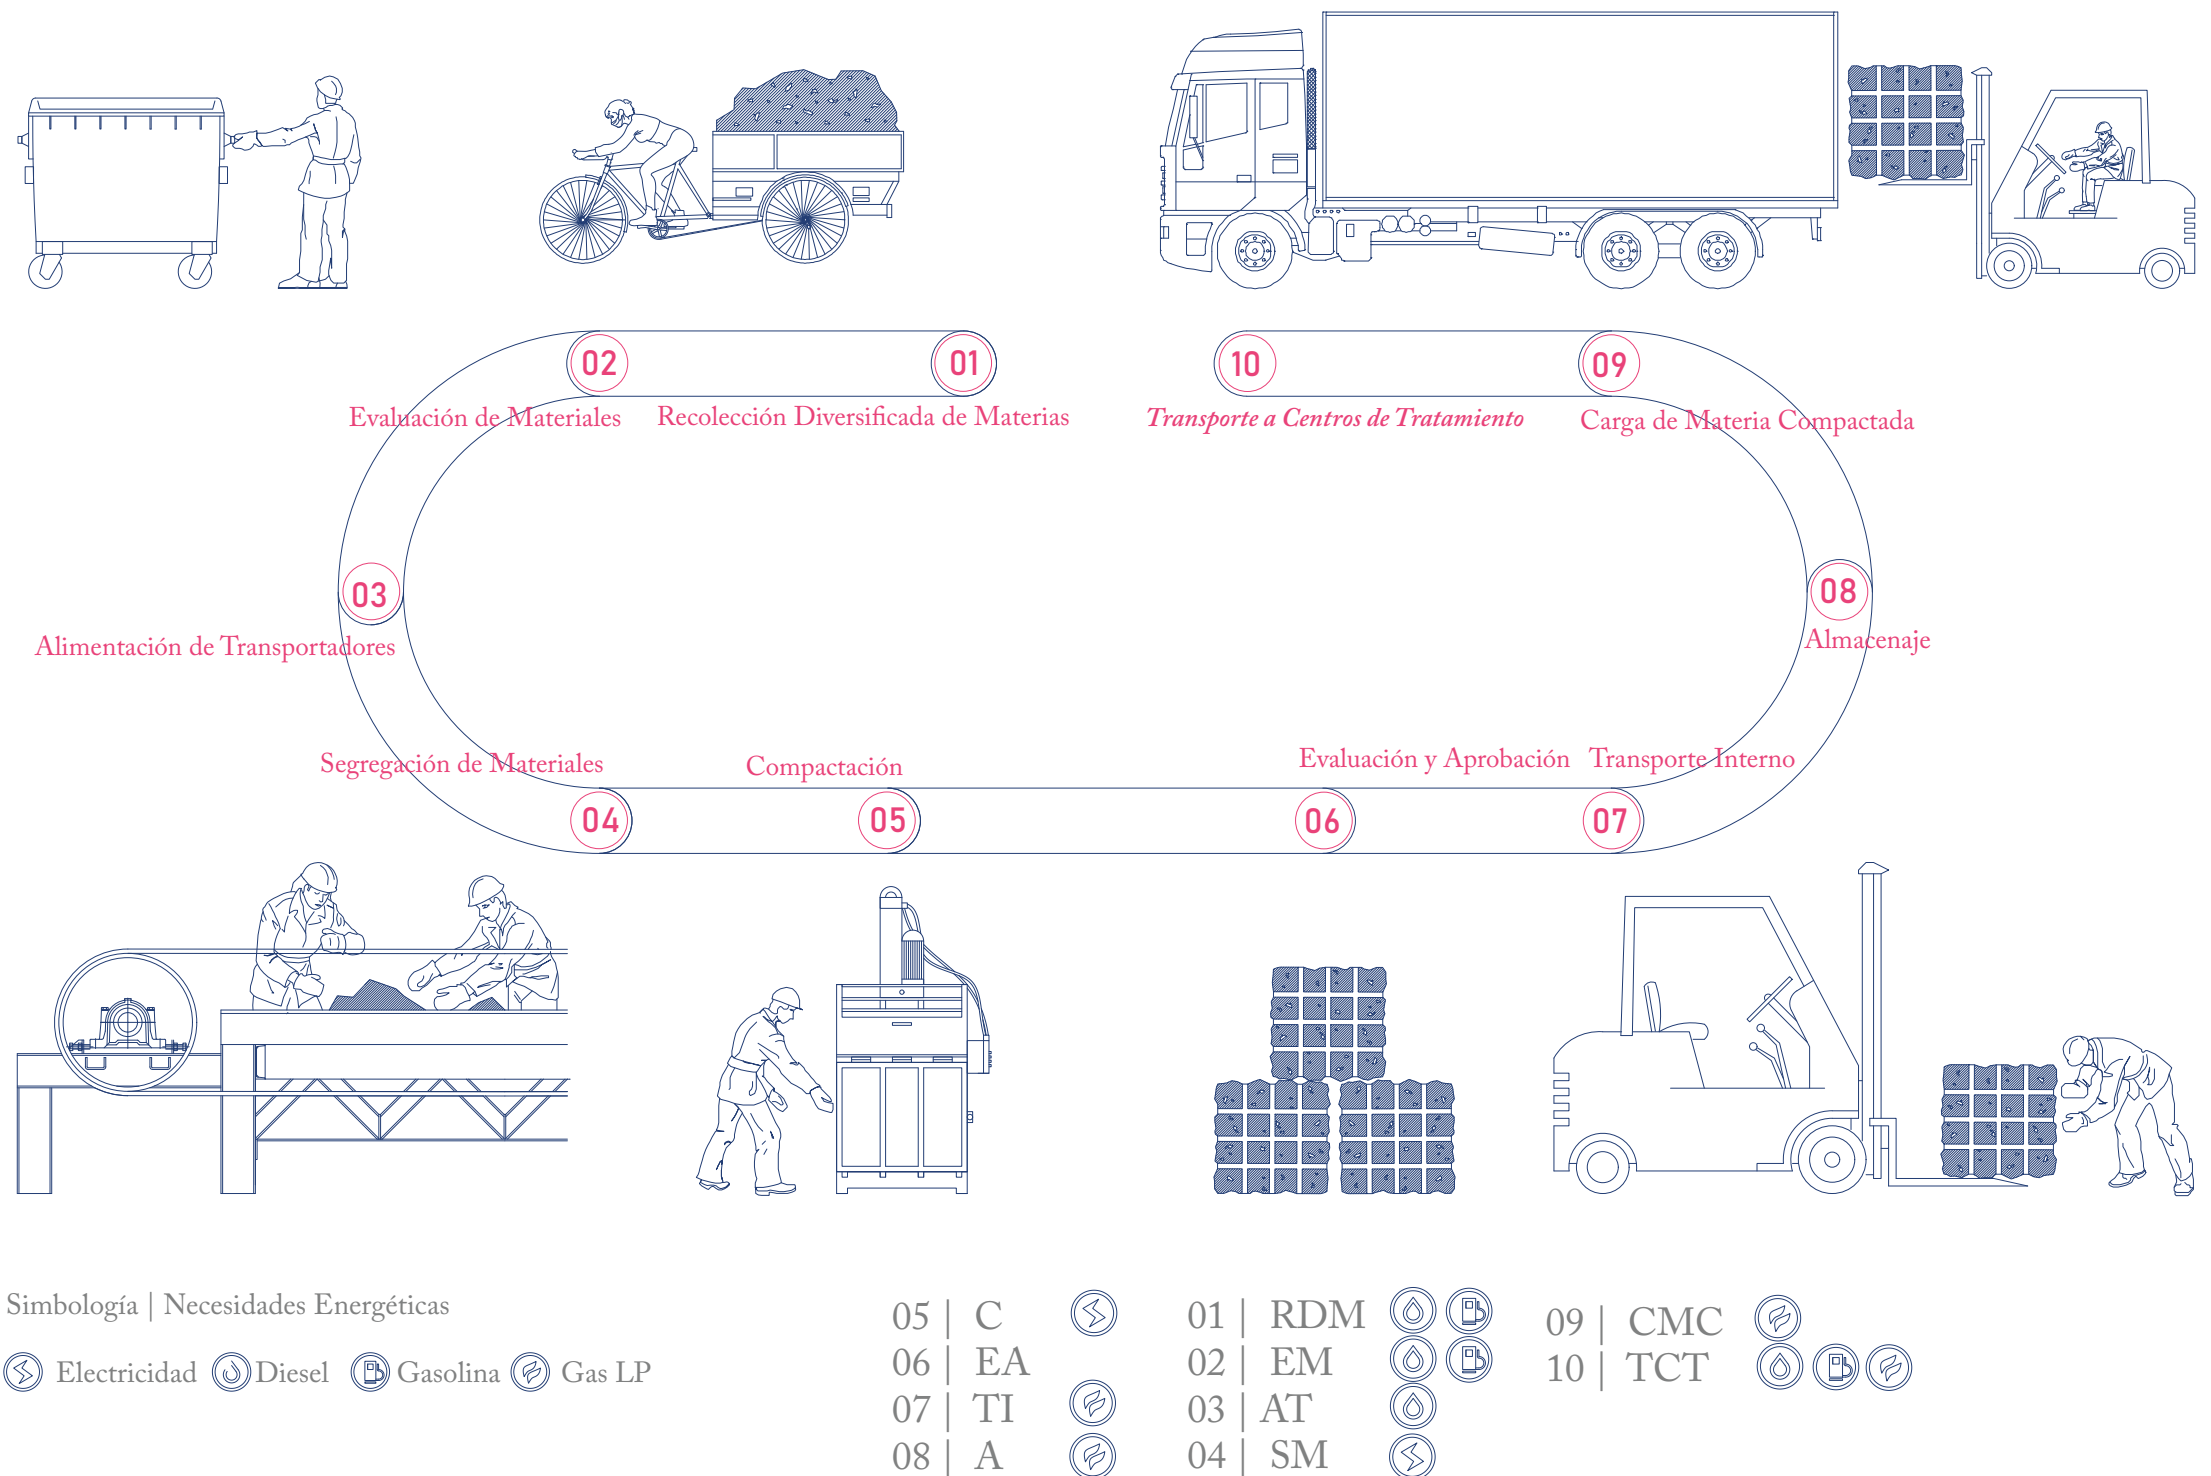 02
01
10
09
Evaluación de Materiales
Recolección Diversificada de Materias
Transporte a Centros de Tratamiento
Carga de Materia Compactada
03
08
Alimentación de Transportadores
Almacenaje
Segregación de Materiales
Compactación
Evaluación y Aprobación
Transporte Interno
04
05
06
07
Simbología | Necesidades Energéticas
Electricidad Diesel Gasolina Gas LP
05 | C
06 | EA
07 | TI
08 | A
01 | RDM
02 | EM
03 | AT
04 | SM
09 | CMC
10 | TCT